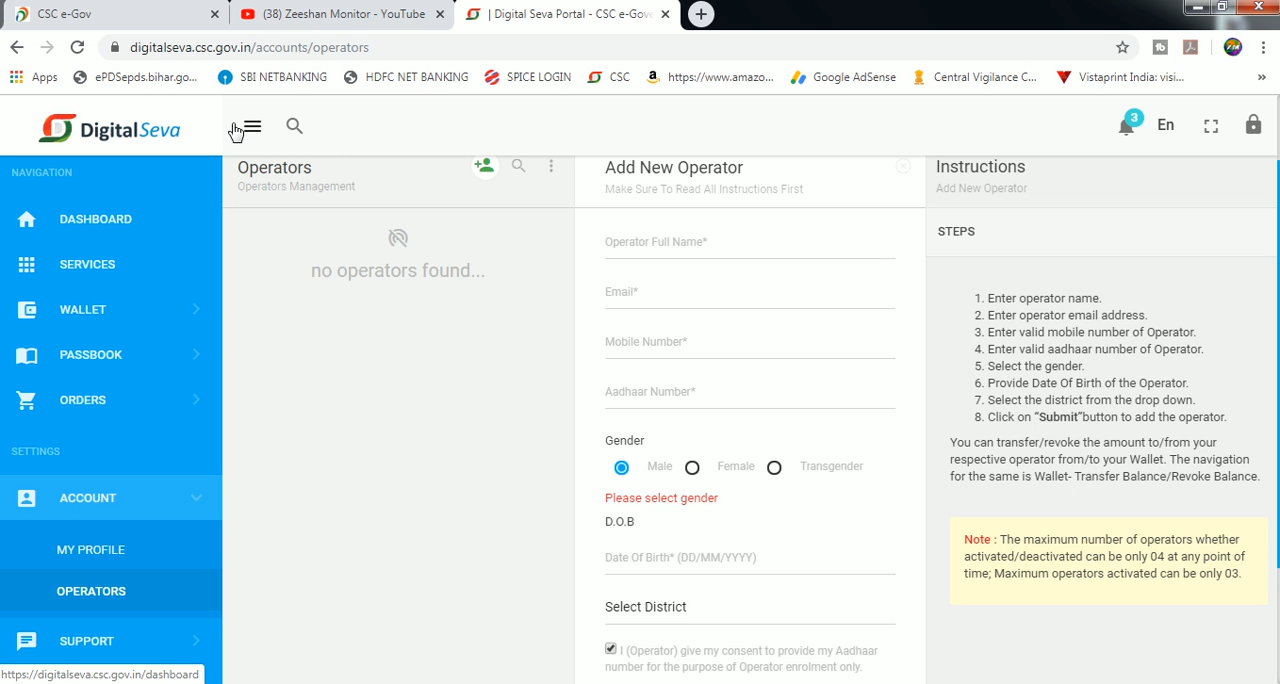 CSC e-Gov
(38) Zeeshan Monitor - YouTube
| Digital Seva Portal - CSC e-Gove
digitalseva.csc.gov.in/accounts/operators
Apps
ePDSepds.bihar.go...
SBI NETBANKING
HDFC NET BANKING
SPICE LOGIN
CSC
https://www.amazo...
Google AdSense
Central Vigilance C...
Vistaprint India: visi...
»
DigitalSeva
3
En
NAVIGATION
DASHBOARD
SERVICES
WALLET
PASSBOOK
ORDERS
SETTINGS
ACCOUNT
MY PROFILE
OPERATORS
SUPPORT
https://digitalseva.csc.gov.in/dashboard
Operators
Operators Management
no operators found...
Add New Operator
Make Sure To Read All Instructions First
Operator Full Name*
Email*
Mobile Number*
Aadhaar Number*
Gender
Male Female Transgender
Please select gender
D.O.B
Date Of Birth* (DD/MM/YYYY)
Select District
I (Operator) give my consent to provide my Aadhaar
number for the purpose of Operator enrolment only.
Instructions
Add New Operator
STEPS
1. Enter operator name.
2. Enter operator email address.
3. Enter valid mobile number of Operator.
4. Enter valid aadhaar number of Operator.
5. Select the gender.
6. Provide Date Of Birth of the Operator.
7. Select the district from the drop down.
8. Click on "Submit"button to add the operator.
You can transfer/revoke the amount to/from your
respective operator from/to your Wallet. The navigation
for the same is Wallet- Transfer Balance/Revoke Balance.
Note : The maximum number of operators whether
activated/deactivated can be only 04 at any point of
time; Maximum operators activated can be only 03.